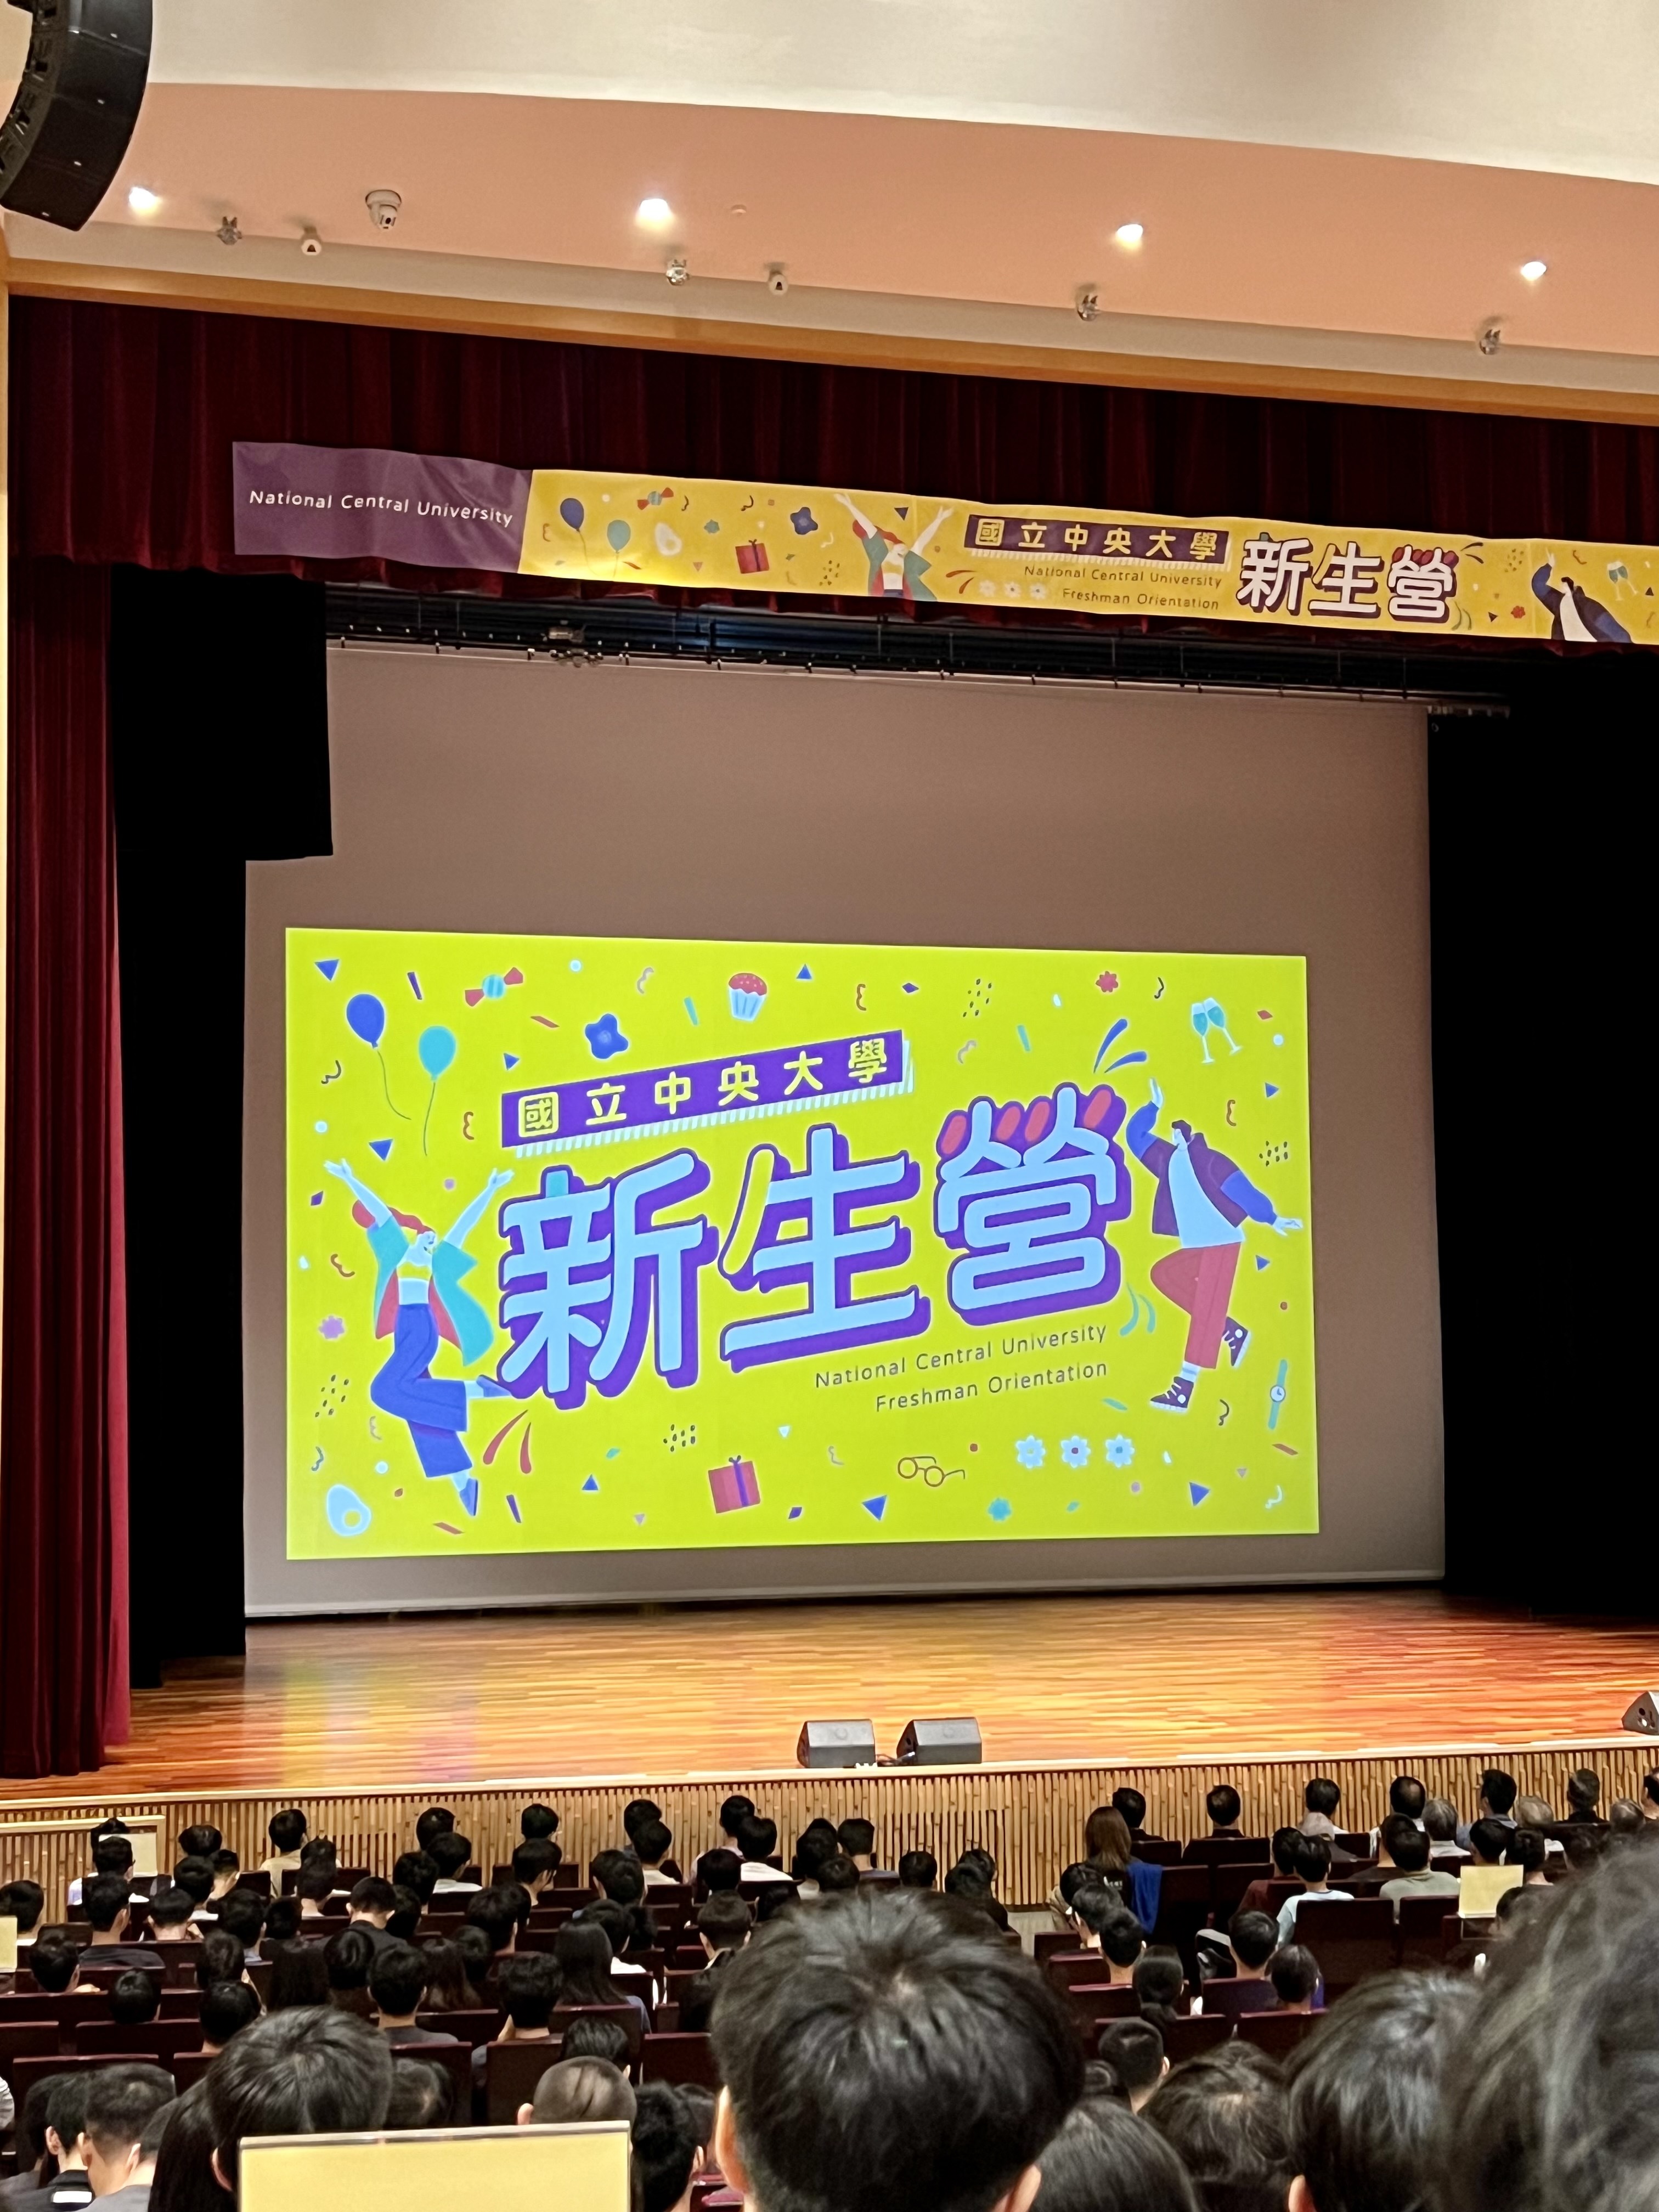 National Central University
國立中央大學
National Central University
Freshman Orientation
新生營
國立中央大學
新生營
National Central University
Freshman Orientation